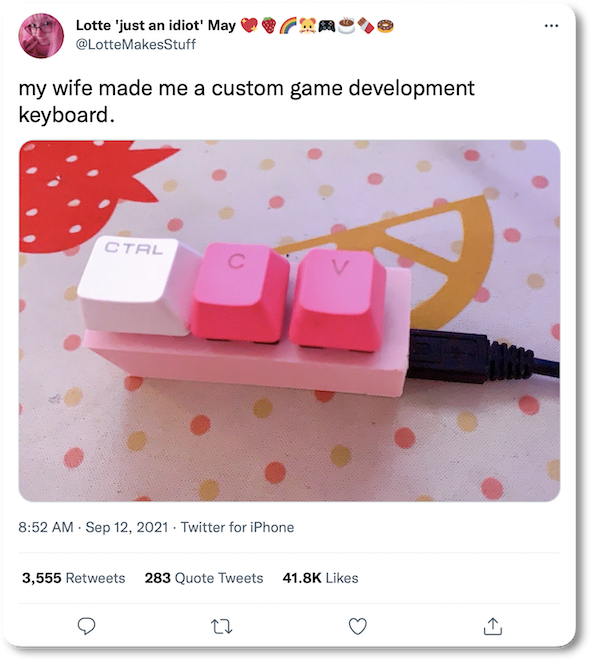 Lotte 'just an idiot' May 💖🍓🌈🐹🎮☕🍫🍩
@LotteMakesStuff
my wife made me a custom game development
keyboard.
CTRL C V
8:52 AM · Sep 12, 2021 · Twitter for iPhone
3,555 Retweets 283 Quote Tweets 41.8K Likes